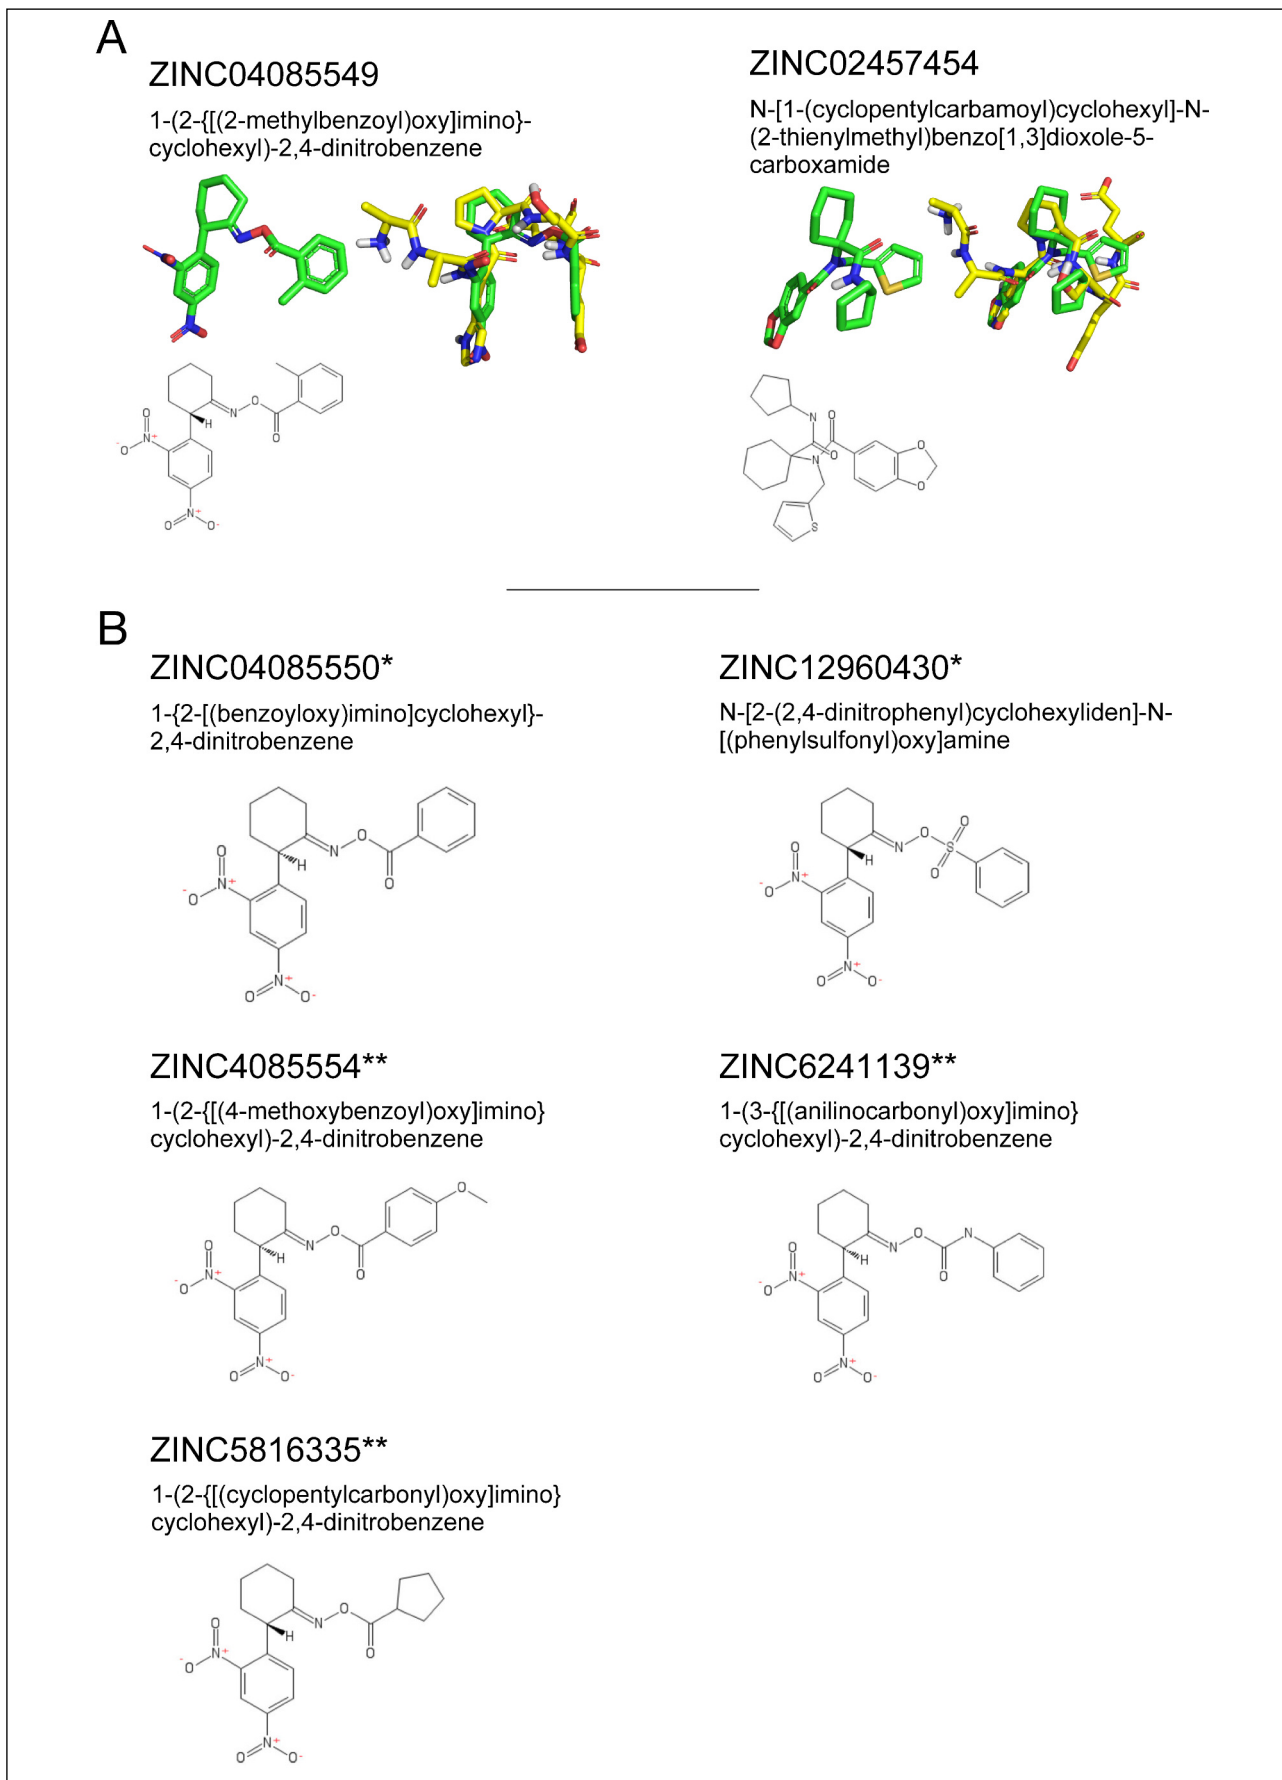 A
ZINC04085549
1-(2-{[(2-methylbenzoyl)oxy]imino}-
cyclohexyl)-2,4-dinitrobenzene
ZINC02457454
N-[1-(cyclopentylcarbamoyl)cyclohexyl]-N-
(2-thienylmethyl)benzo[1,3]dioxole-5-
carboxamide
B
ZINC04085550*
1-{2-[(benzoyloxy)imino]cyclohexyl}-
2,4-dinitrobenzene
ZINC12960430*
N-[2-(2,4-dinitrophenyl)cyclohexyliden]-N-
[(phenylsulfonyl)oxy]amine
ZINC4085554**
1-(2-{[(4-methoxybenzoyl)oxy]imino}
cyclohexyl)-2,4-dinitrobenzene
ZINC6241139**
1-(3-{[(anilinocarbonyl)oxy]imino}
cyclohexyl)-2,4-dinitrobenzene
ZINC5816335**
1-(2-{[(cyclopentylcarbonyl)oxy]imino}
cyclohexyl)-2,4-dinitrobenzene